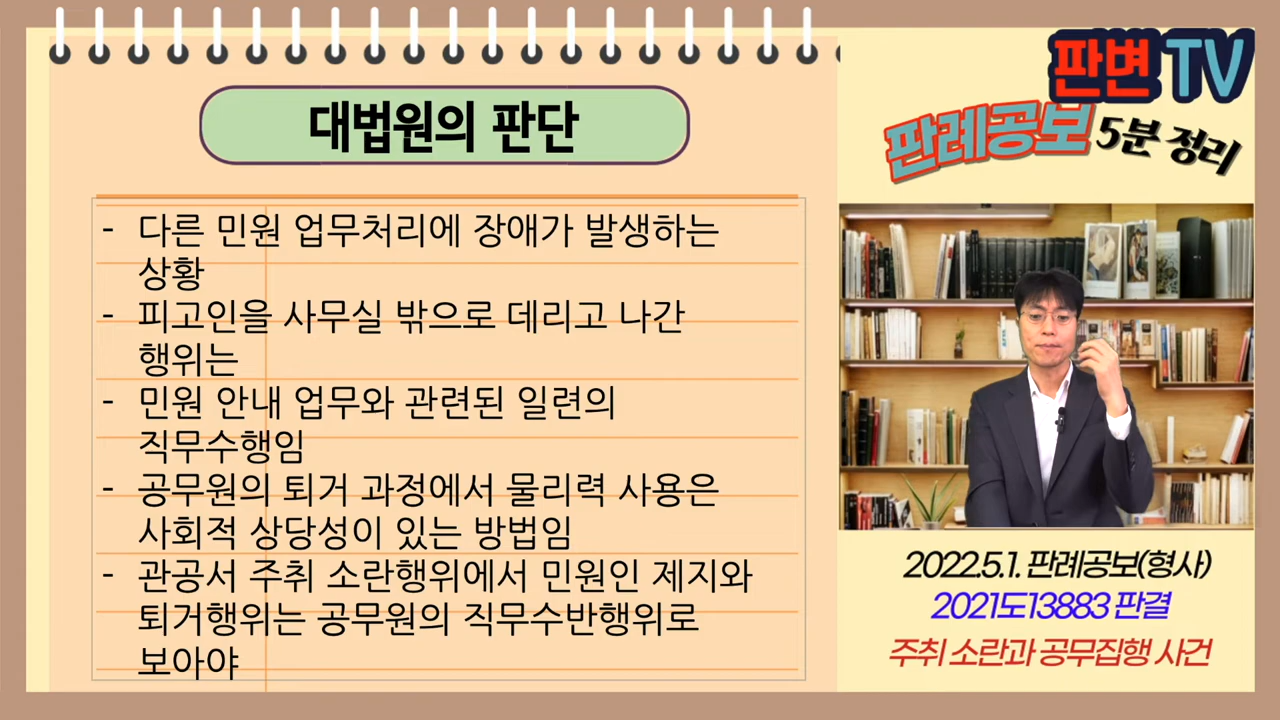 대법원의 판단
- 다른 민원 업무처리에 장애가 발생하는
상황
- 피고인을 사무실 밖으로 데리고 나간
행위는
- 민원 안내 업무와 관련된 일련의
직무수행임
- 공무원의 퇴거 과정에서 물리력 사용은
사회적 상당성이 있는 방법임
- 관공서 주취 소란행위에서 민원인 제지와
퇴거행위는 공무원의 직무수반행위로
보아야
판변 TV
판례공보 5분 정리
2022.5.1. 판례공보(형사)
2021도13883 판결
주취 소란과 공무집행 사건